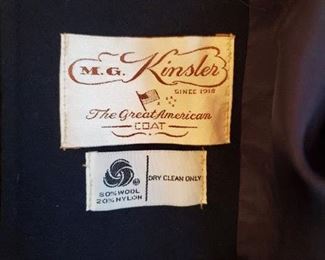 M.G. Kinsler
SINCE 1918
The Great American
COAT
80% WOOL
20% NYLON
DRY CLEAN ONLY